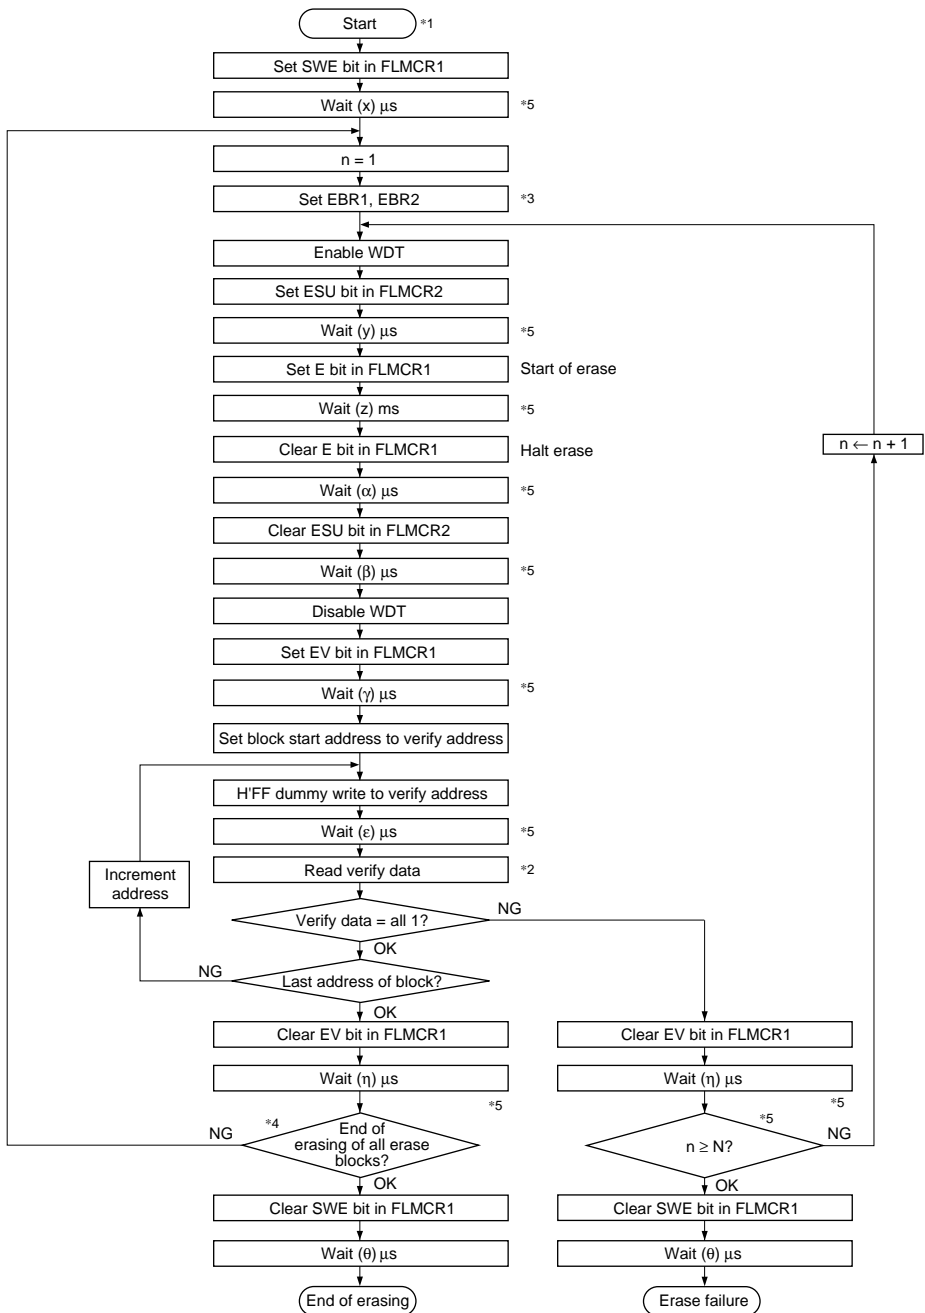 Start *1
Set SWE bit in FLMCR1
Wait (x) μs *5
n = 1
Set EBR1, EBR2 *3
Enable WDT
Set ESU bit in FLMCR2
Wait (y) μs *5
Set E bit in FLMCR1 Start of erase
Wait (z) ms *5
n ← n + 1
Clear E bit in FLMCR1 Halt erase
Wait (α) μs *5
Clear ESU bit in FLMCR2
Wait (β) μs *5
Disable WDT
Set EV bit in FLMCR1
Wait (γ) μs *5
Set block start address to verify address
H'FF dummy write to verify address
Wait (ε) μs *5
Increment
address
Read verify data *2
Verify data = all 1? NG
OK
NG Last address of block?
OK
Clear EV bit in FLMCR1
Wait (η) μs
*5
NG *4
End of
erasing of all erase
blocks?
OK
Clear SWE bit in FLMCR1
Wait (θ) μs
End of erasing
Clear EV bit in FLMCR1
Wait (η) μs
*5
*5
n ≥ N? NG
OK
Clear SWE bit in FLMCR1
Wait (θ) μs
Erase failure